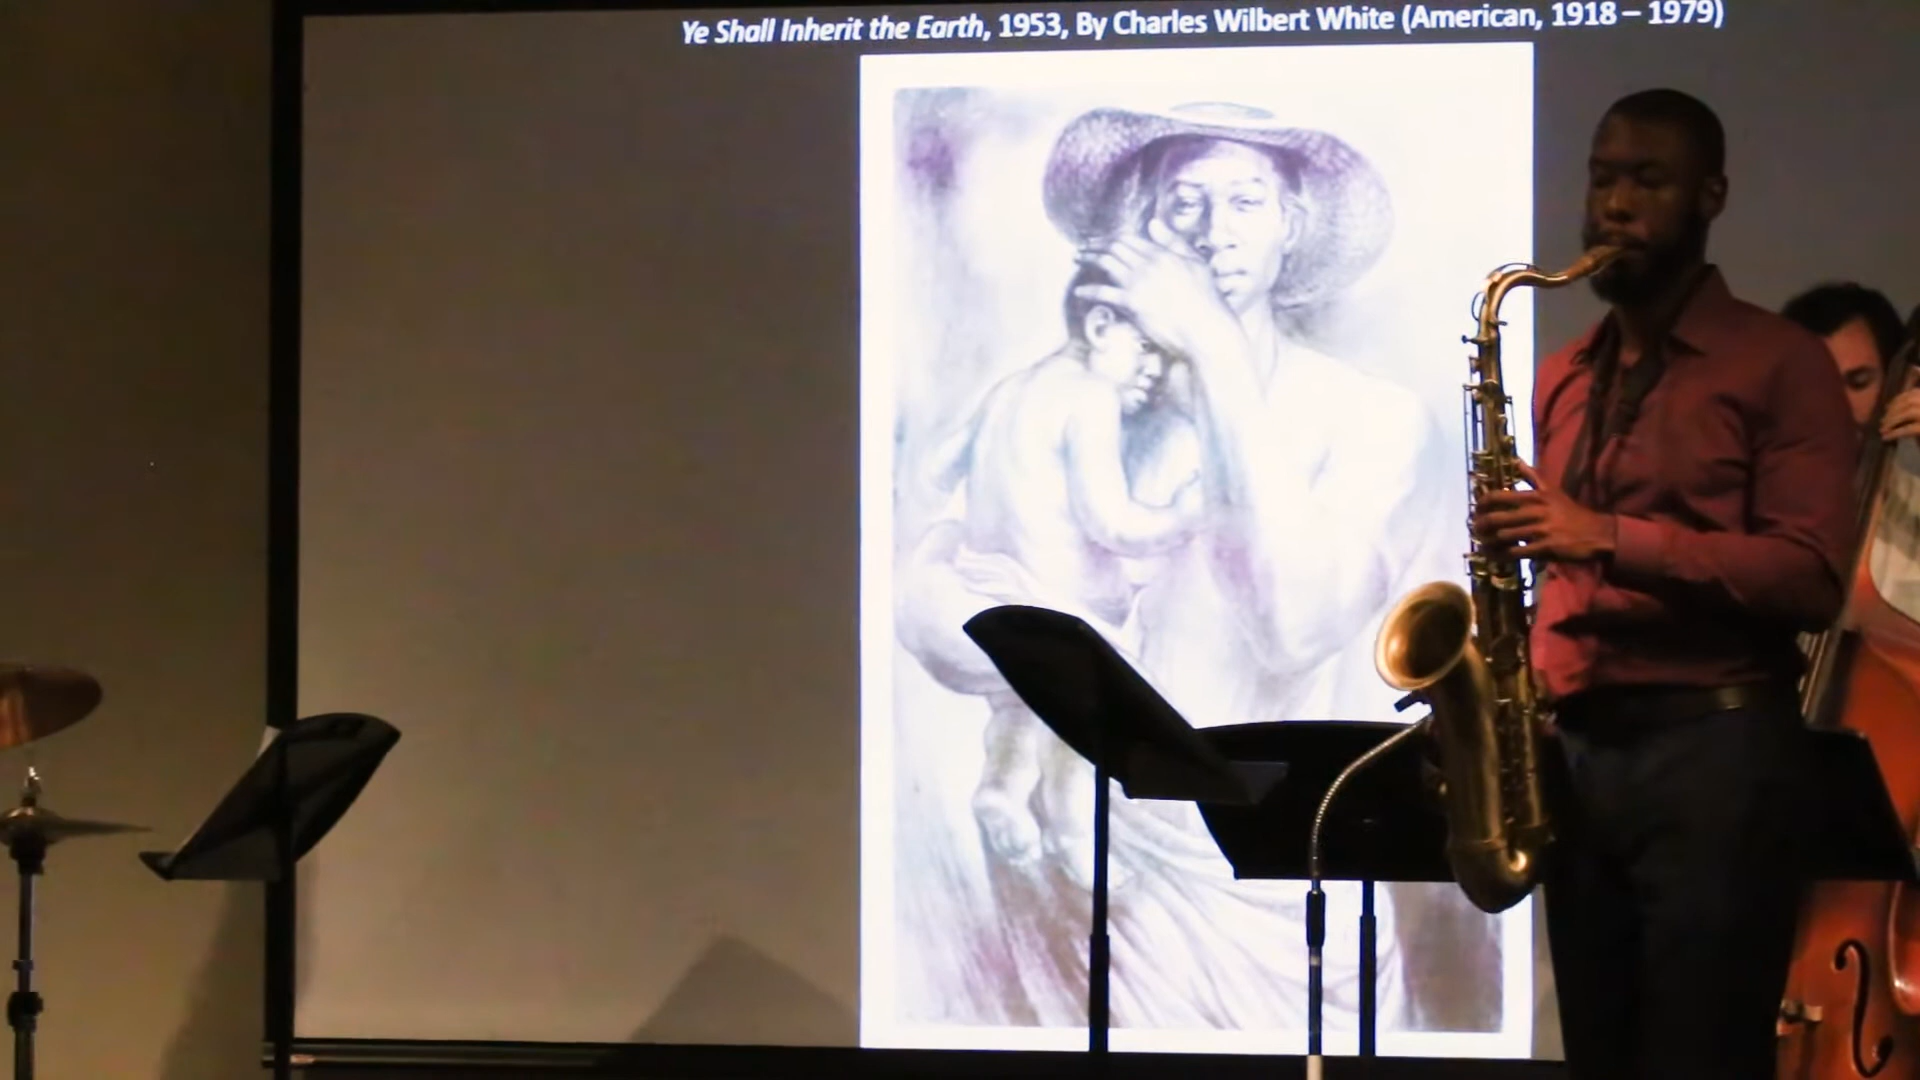 Ye Shall Inherit the Earth, 1953, By Charles Wilbert White (American, 1918 – 1979)